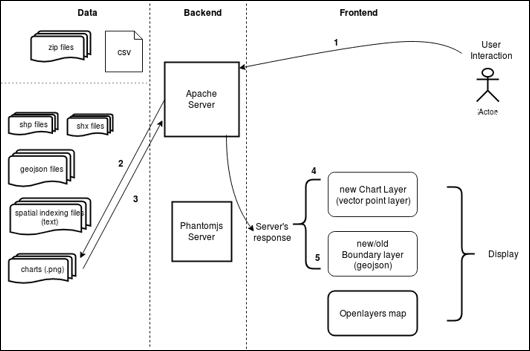 Data
Backend
Frontend
zip files
csv
1
User
Interaction
Actor
Apache
Server
shp files
shx files
geojson files
spatial indexing files
(text)
charts (.png)
2
3
Phantomjs
Server
Server's
response
4
new Chart Layer
(vector point layer)
5
new/old
Boundary layer
(geojson)
Openlayers map
Display